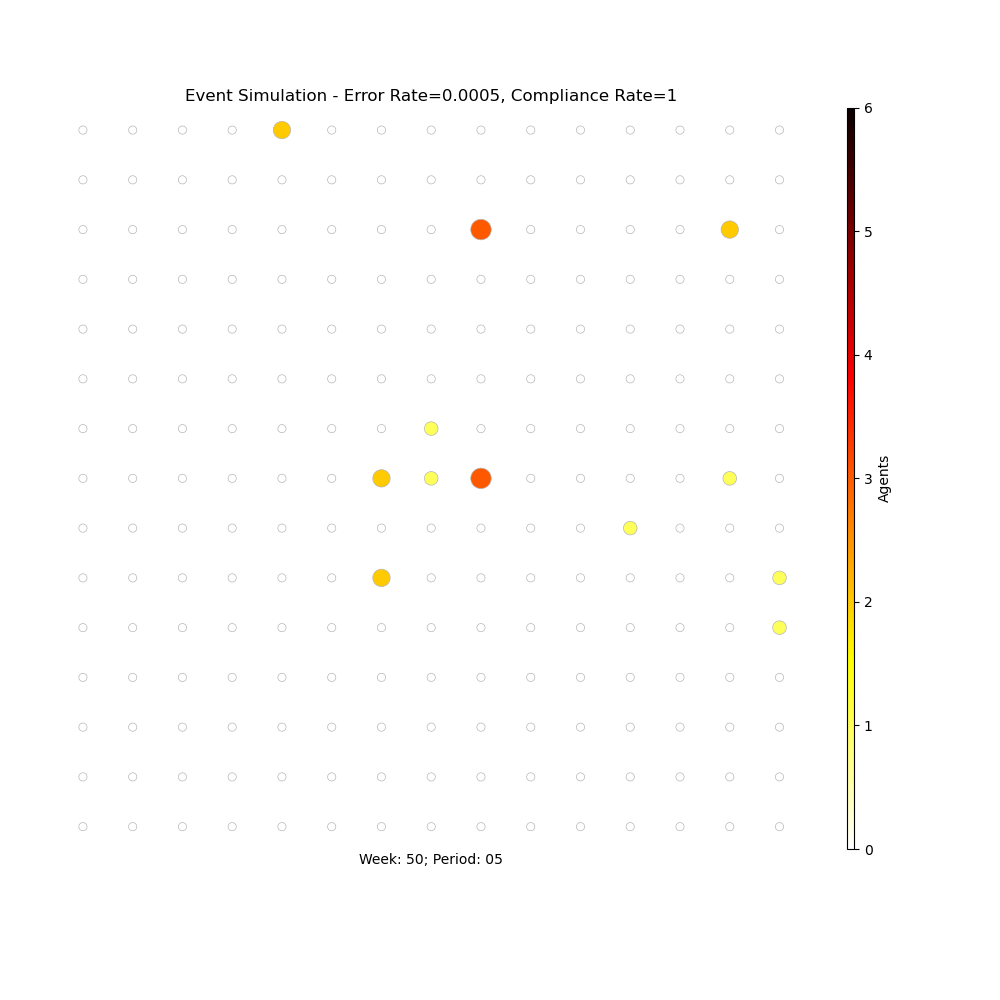 Event Simulation - Error Rate=0.0005, Compliance Rate=1
6
5
4
3
2
1
0
Agents
Week: 50; Period: 05